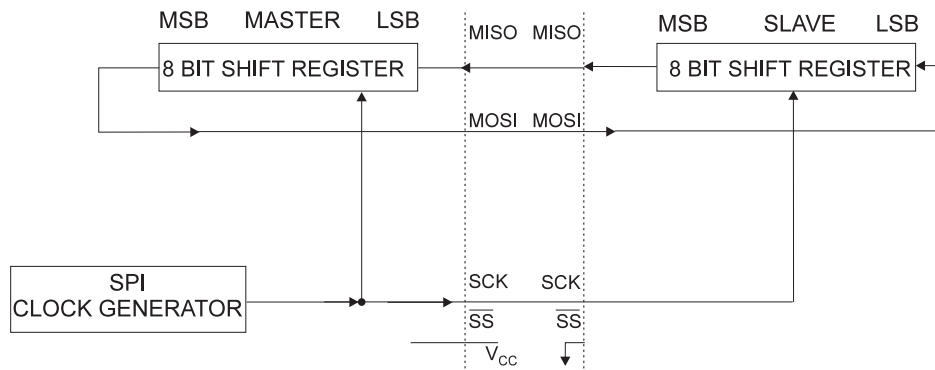 MSB MASTER LSB
MISO MISO
MSB SLAVE LSB
8 BIT SHIFT REGISTER
8 BIT SHIFT REGISTER
MOSI MOSI
SPI
CLOCK GENERATOR
SCK SCK
SS SS
VCC